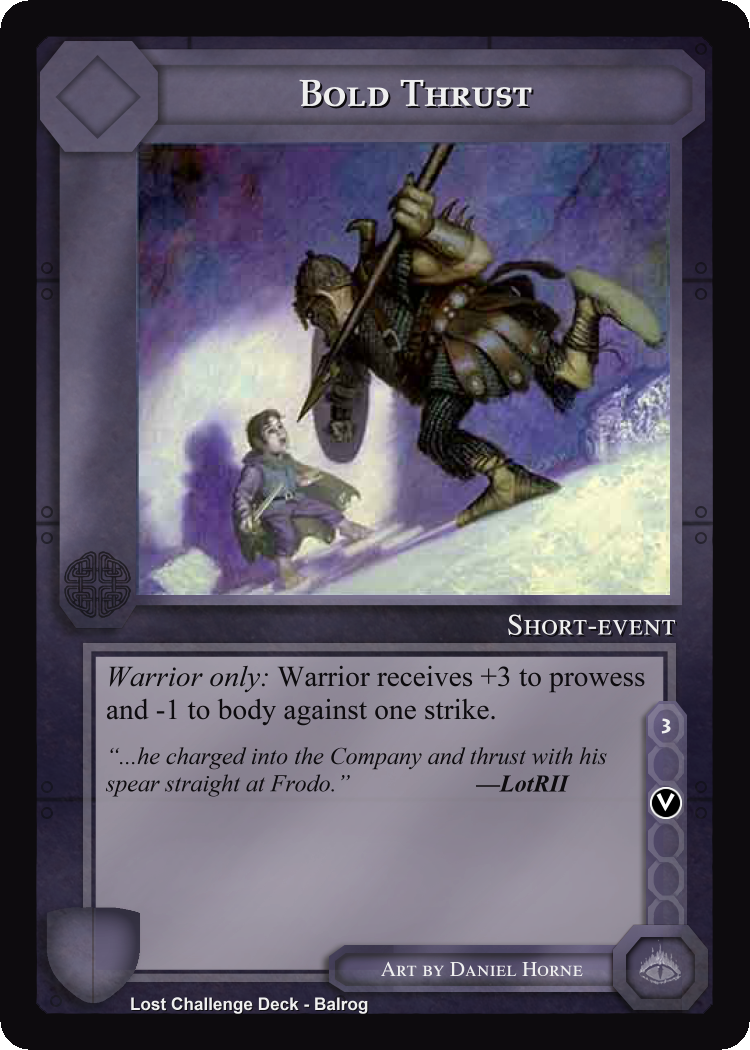 Bold Thrust
Short-event
Warrior only: Warrior receives +3 to prowess
and -1 to body against one strike.
“...he charged into the Company and thrust with his
spear straight at Frodo.” —LotRII
3
V
Art by Daniel Horne
Lost Challenge Deck - Balrog